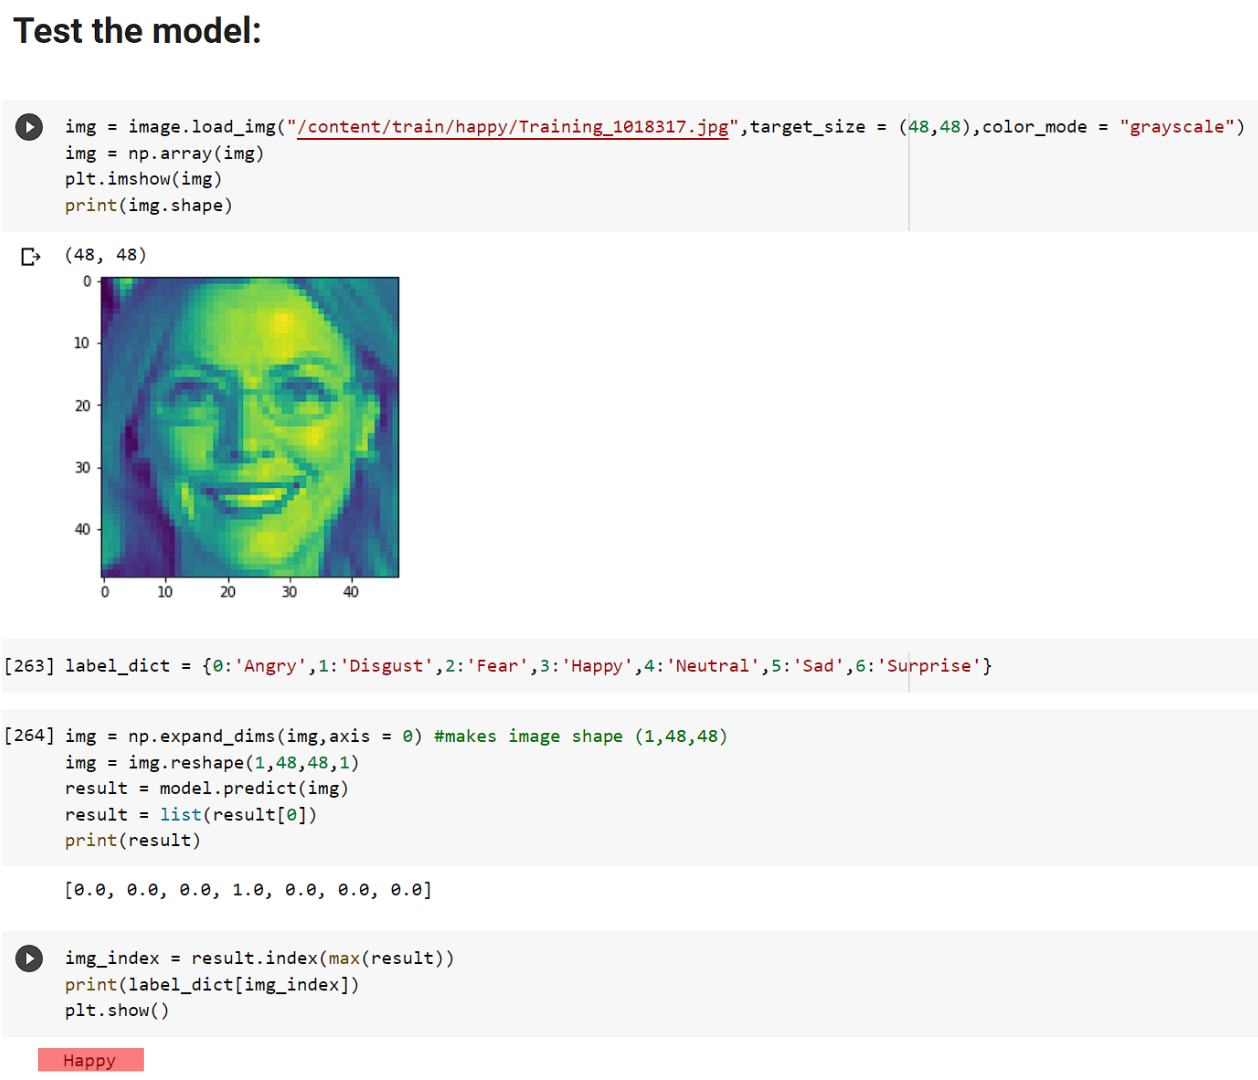 Test the model:
img = image.load_img("/content/train/happy/Training_1018317.jpg",target_size = (48,48),color_mode = "grayscale")
img = np.array(img)
plt.imshow(img)
print(img.shape)
(48, 48)
0
10
20
30
40
0 10 20 30 40
[263] label_dict = {0:'Angry',1:'Disgust',2:'Fear',3:'Happy',4:'Neutral',5:'Sad',6:'Surprise'}
[264] img = np.expand_dims(img,axis = 0) #makes image shape (1,48,48)
img = img.reshape(1,48,48,1)
result = model.predict(img)
result = list(result[0])
print(result)
[0.0, 0.0, 0.0, 1.0, 0.0, 0.0, 0.0]
img_index = result.index(max(result))
print(label_dict[img_index])
plt.show()
Happy